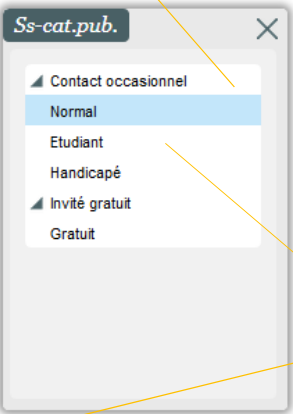 Ss-cat.pub.
Contact occasionnel
Normal
Etudiant
Handicapé
Invité gratuit
Gratuit